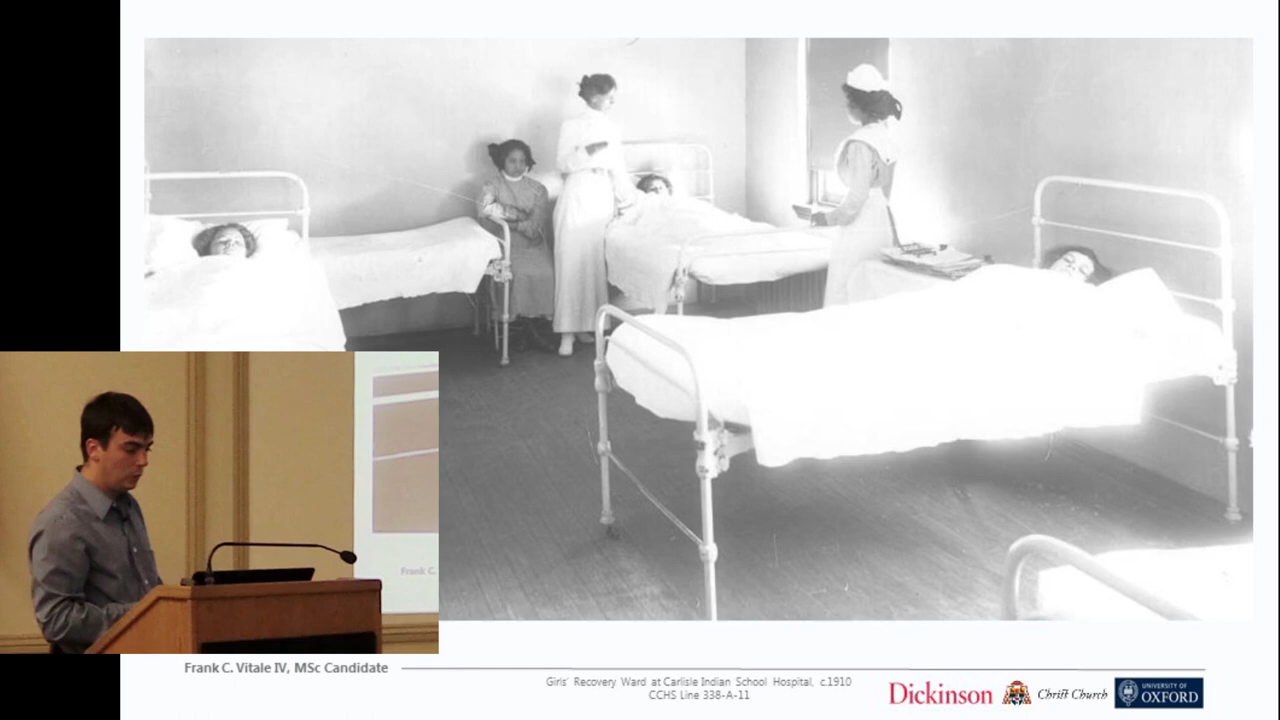 Frank C.
Frank C. Vitale IV, MSc Candidate
Girls' Recovery Ward at Carlisle Indian School Hospital, c.1910
CCHS Line 338-A-11
Dickinson
Christ Church
UNIVERSITY OF
OXFORD